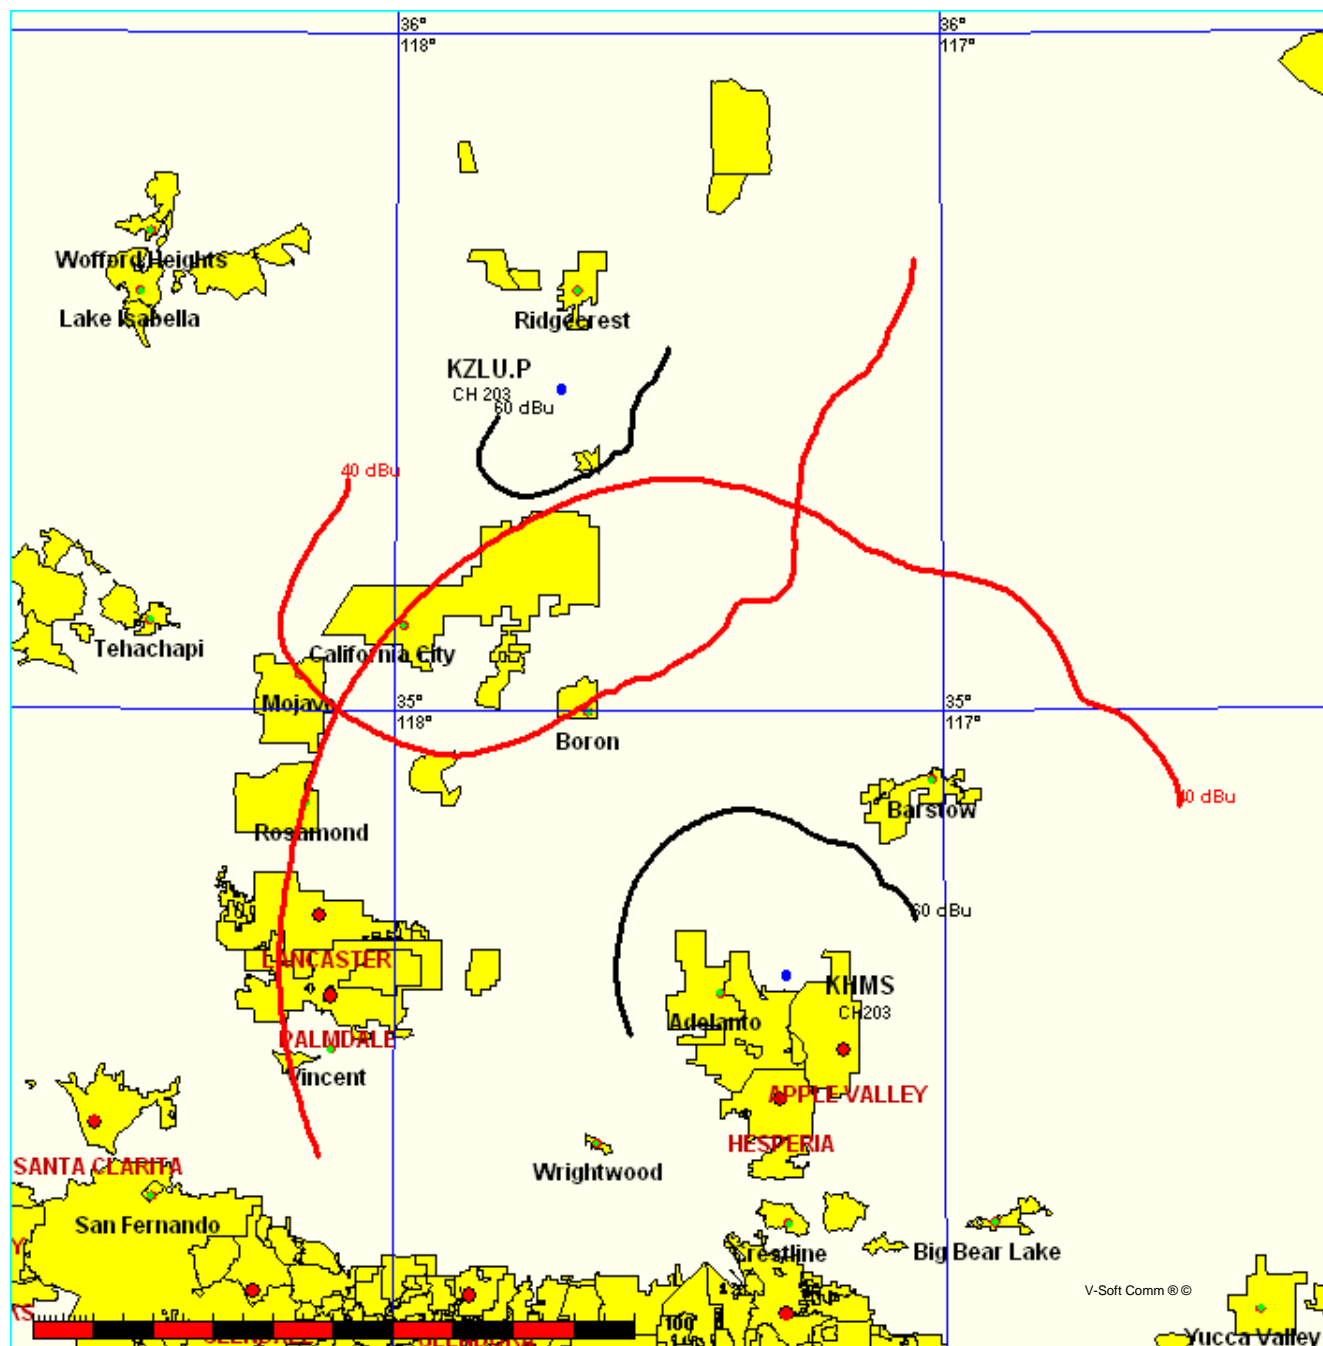 36°
118°
36°
117°
Wofford Heights
Lake Isabella
Ridgecrest
KZLU.P
CH 203
60 dBu
40 dBu
Tehachapi
California City
Mojave
35°
118°
35°
117°
Boron
Barstow
40 dBu
Rosamond
60 dBu
LANCASTER
KHMS
CH203
Adelanto
PALMDALE
Vincent
APPLE VALLEY
HESPERIA
SANTA CLARITA
Wrightwood
San Fernando
Crestline
Big Bear Lake
V-Soft Comm ® ©
100
Yucca Valley